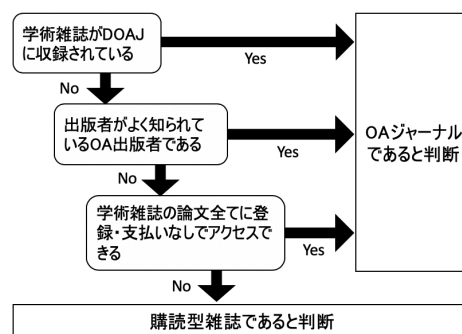 学術雑誌がDOAJ
に収録されている
Yes
No
出版者がよく知られて
いるOA出版者である
Yes
No
学術雑誌の論文全てに登
録・支払いなしでアクセスで
きる
Yes
No
OAジャーナル
であると判断
購読型雑誌であると判断